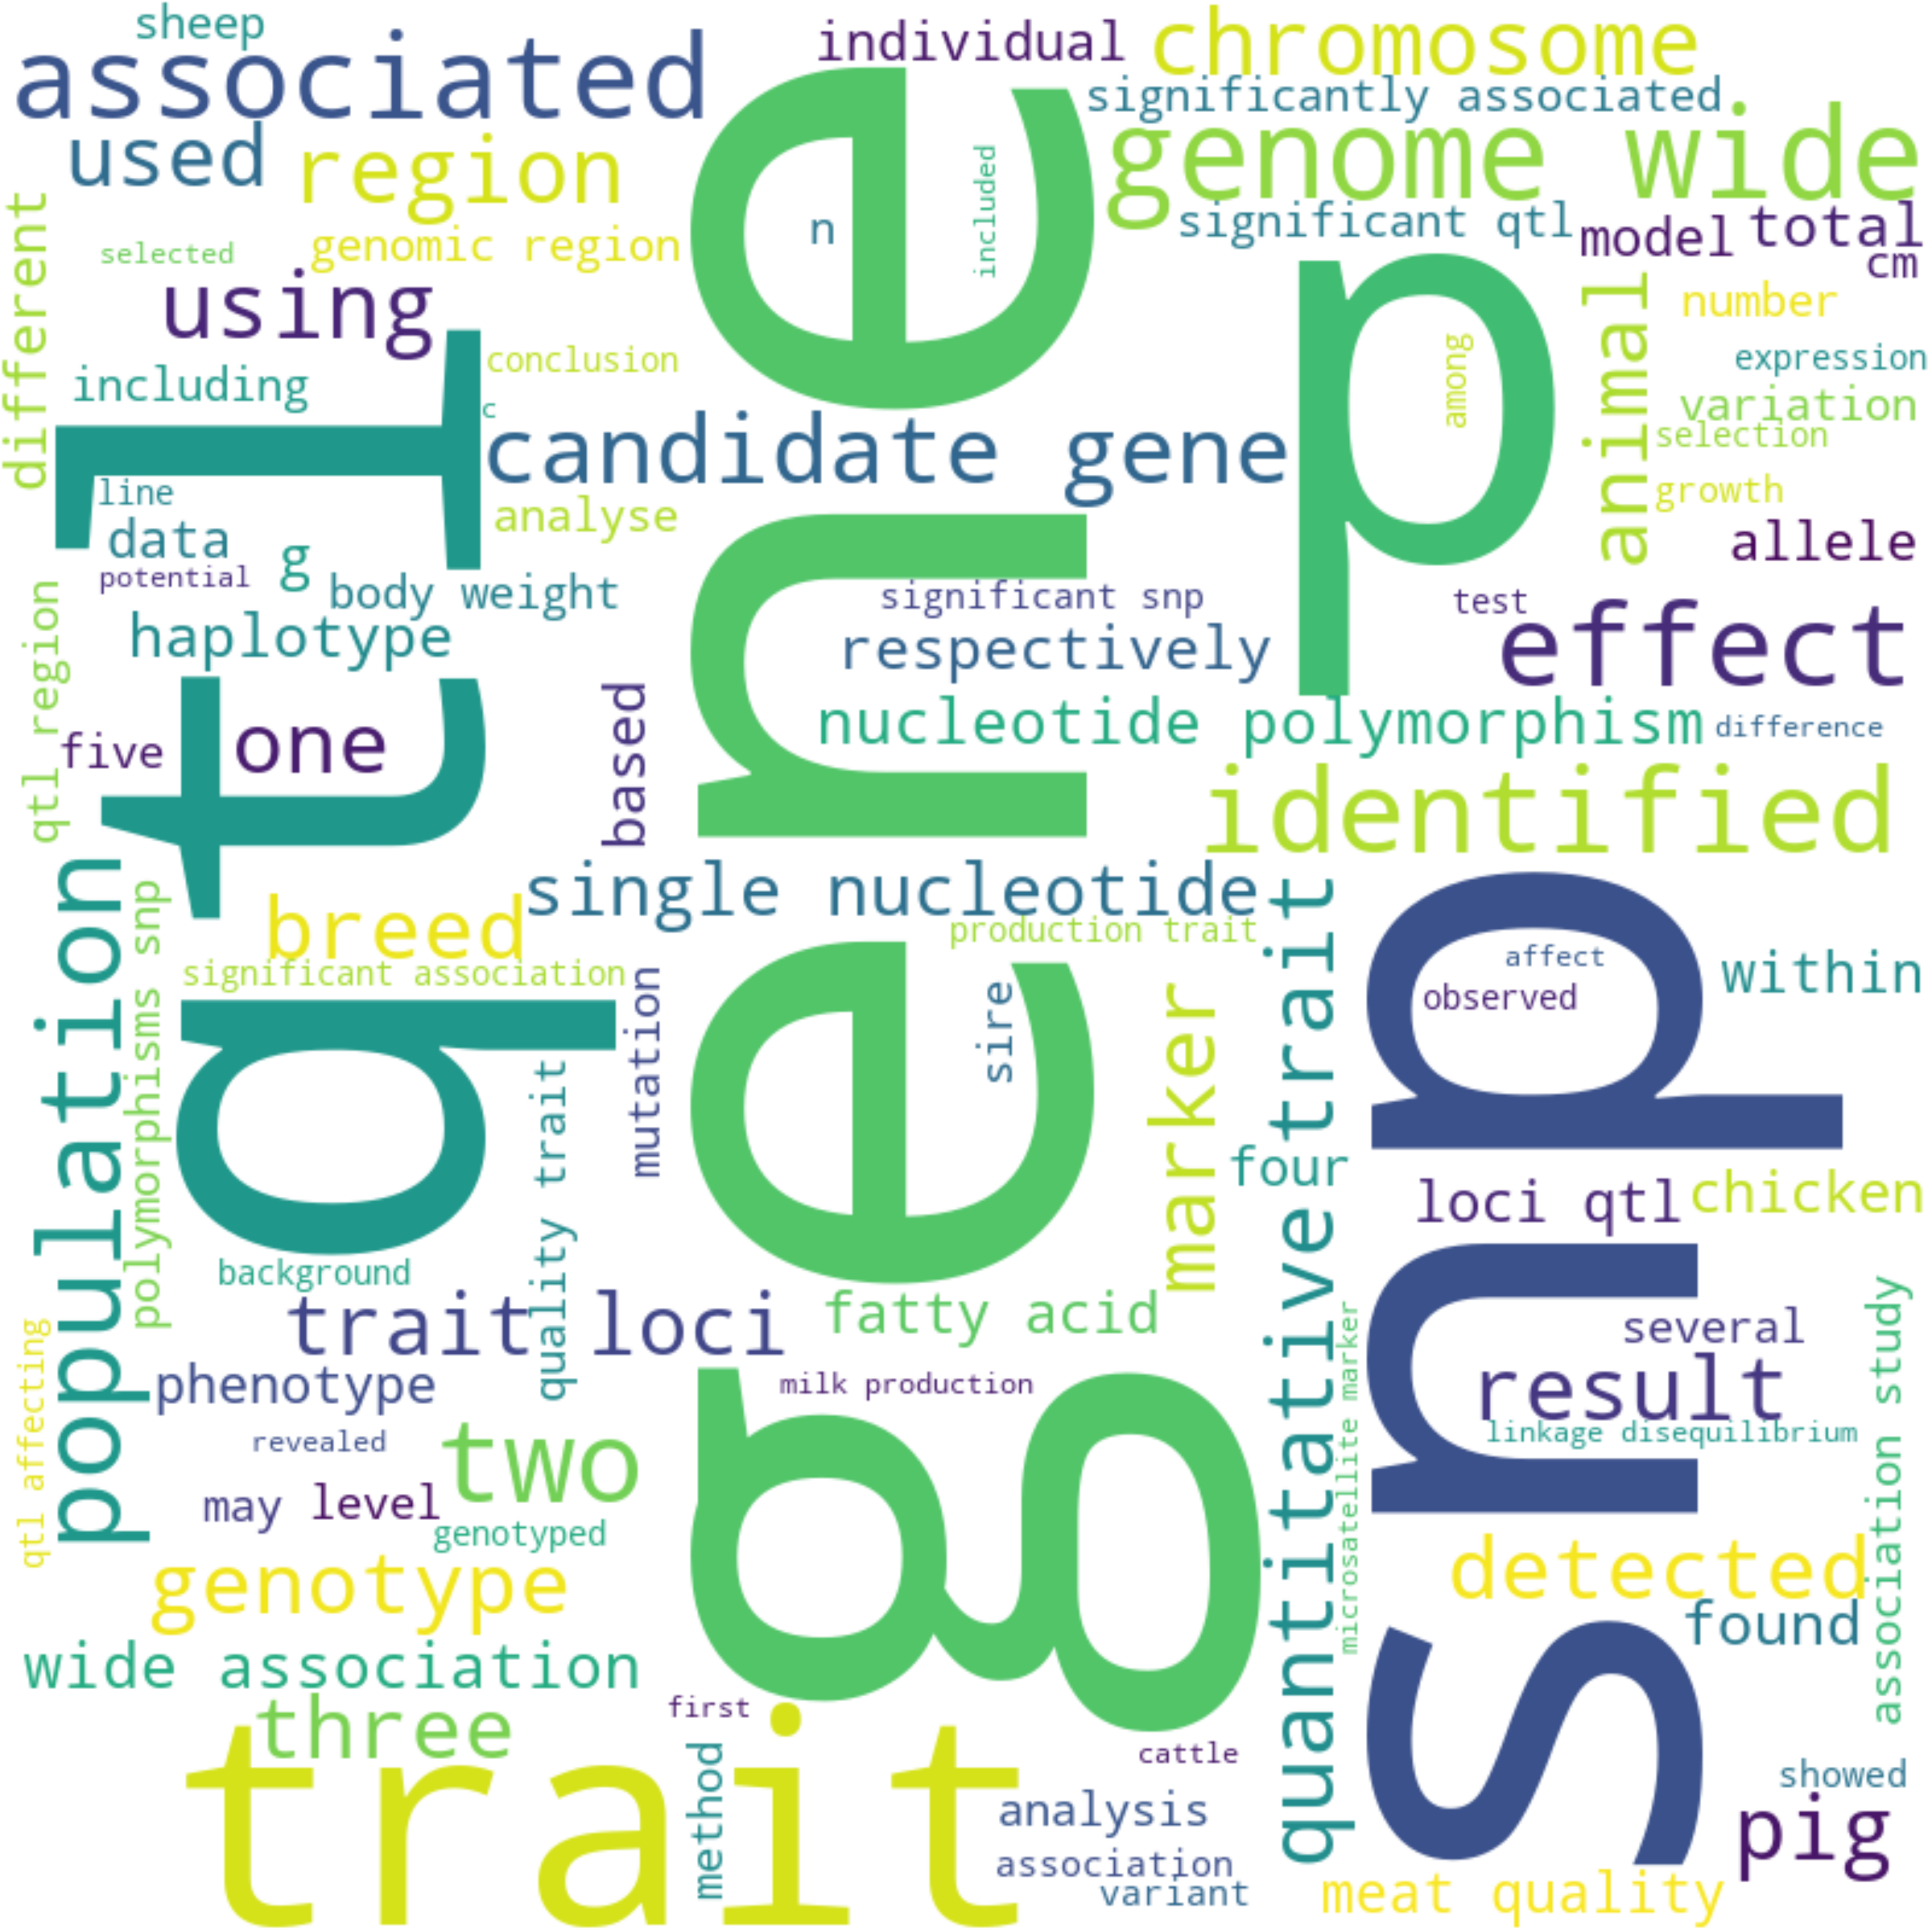 sheep
associated
individual
chromosome
significantly associated
used
region
genome wide
n
included
significant qtl
model
total
cm
selected
genomic region
different
using
gene
p
animal
number
among
expression
including
conclusion
c
variation
selection
qtl
candidate gene
line
data
analyse
growth
allele
potential
g
body weight
significant snp
test
effect
haplotype
respectively
qtl region
five
one
based
nucleotide polymorphism
difference
identified
population
polymorphisms snp
breed
single nucleotide
production trait
significant association
mutation
sire
marker
quantitative trait
snp
affect
observed
within
quality trait
four
loci qtl
chicken
background
trait loci
fatty acid
several
association study
qtl affecting
phenotype
milk production
microsatellite marker
result
linkage disequilibrium
revealed
two
may
level
genotyped
genotype
detected
found
wide association
three
first
trait
method
cattle
analysis
association
variant
showed
pig
meat quality